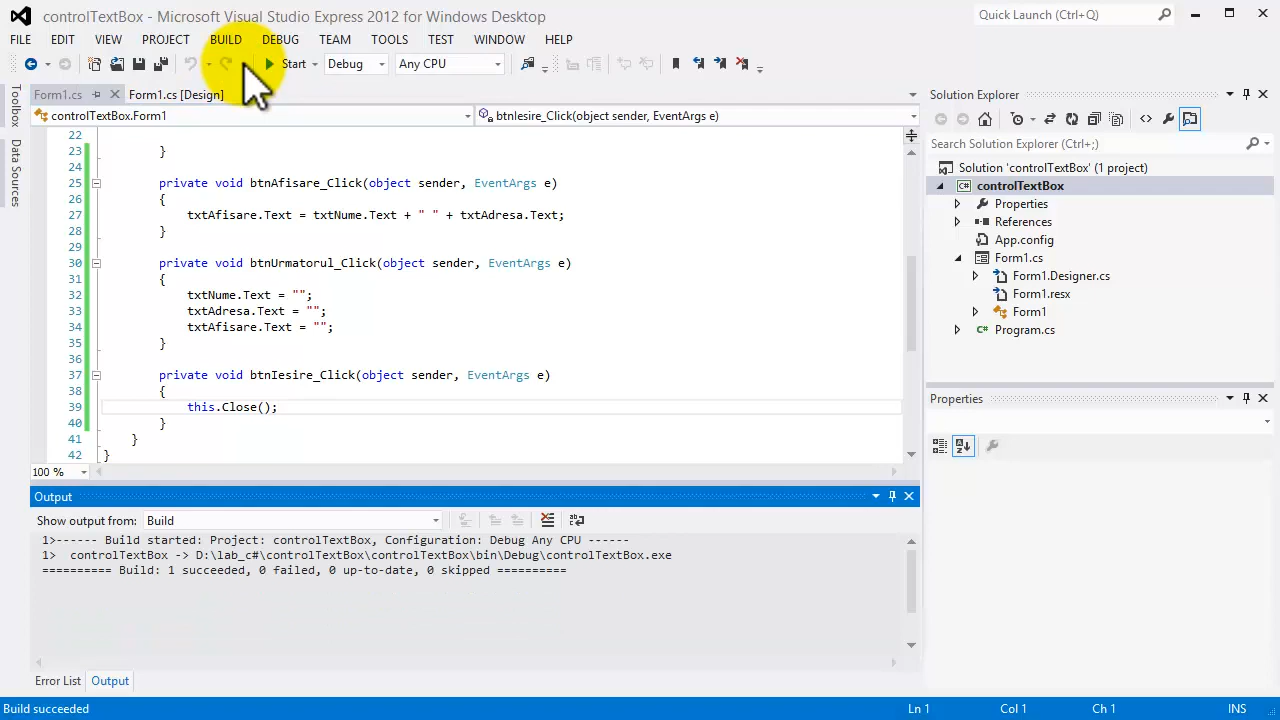 controlTextBox - Microsoft Visual Studio Express 2012 for Windows Desktop
Quick Launch (Ctrl+;)
FILE EDIT VIEW PROJECT BUILD DEBUG TEAM TOOLS TEST WINDOW HELP
Start Debug Any CPU
Form1.cs Form1.cs [Design]
controlTextBox.Form1 btnIesire_Click(object sender, EventArgs e)
Toolbox
Data Sources
22
23 }
24
25 private void btnAfisare_Click(object sender, EventArgs e)
26 {
27 txtAfisare.Text = txtNume.Text + " " + txtAdresa.Text;
28 }
29
30 private void btnUrmatorul_Click(object sender, EventArgs e)
31 {
32 txtNume.Text = "";
33 txtAdresa.Text = "";
34 txtAfisare.Text = "";
35 }
36
37 private void btnIesire_Click(object sender, EventArgs e)
38 {
39 this.Close();
40 }
41 }
42 }
100 %
Output
Show output from: Build
1>------ Build started: Project: controlTextBox, Configuration: Debug Any CPU ------
1> controlTextBox -> D:\lab_c#\controlTextBox\controlTextBox\bin\Debug\controlTextBox.exe
========== Build: 1 succeeded, 0 failed, 0 up-to-date, 0 skipped ==========
Error List Output
Solution Explorer
Search Solution Explorer (Ctrl+;)
Solution 'controlTextBox' (1 project)
C# controlTextBox
Properties
References
App.config
Form1.cs
Form1.Designer.cs
Form1.resx
Form1
C# Program.cs
Properties
Build succeeded Ln 1 Col 1 Ch 1 INS